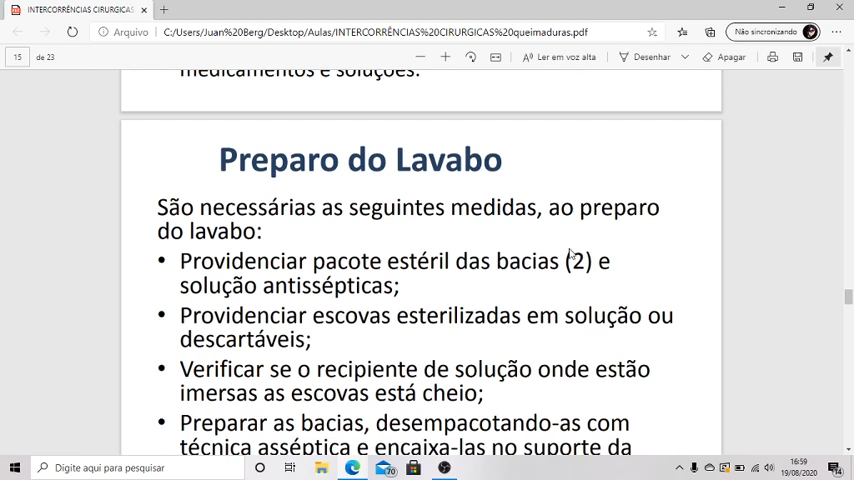 INTERCORRÊNCIAS CIRURGICAS
Arquivo
C:/Users/Juan%20Berg/Desktop/Aulas/INTERCORRÊNCIAS%20CIRURGICAS%20queimaduras.pdf
Não sincronizando
15
de 23
Ler em voz alta
Desenhar
Apagar
medicamentos e soluções.
Preparo do Lavabo
São necessárias as seguintes medidas, ao preparo
do lavabo:
• Providenciar pacote estéril das bacias (2) e
solução antissépticas;
• Providenciar escovas esterilizadas em solução ou
descartáveis;
• Verificar se o recipiente de solução onde estão
imersas as escovas está cheio;
• Preparar as bacias, desempacotando-as com
técnica asséptica e encaixa-las no suporte da
Digite aqui para pesquisar
70
16:59
19/08/2020
14